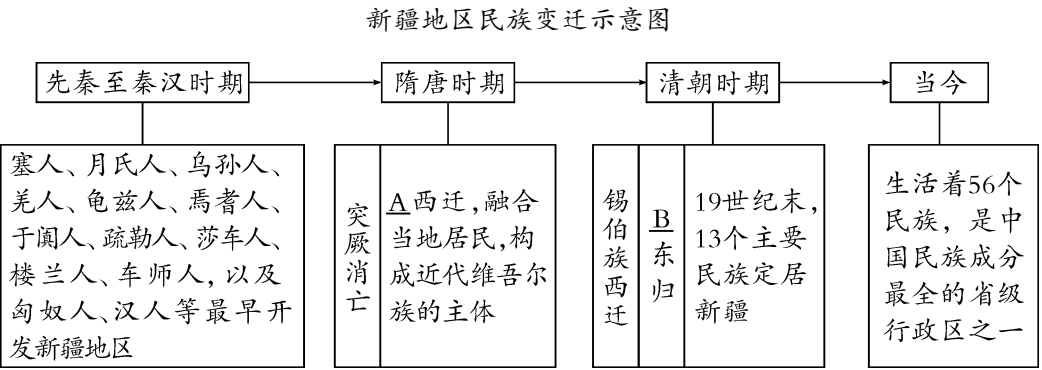 新疆地区民族变迁示意图
先秦至秦汉时期
隋唐时期
清朝时期
当今
塞人、月氏人、乌孙人、
羌人、龟兹人、焉耆人、
于阗人、疏勒人、莎车人、
楼兰人、车师人，以及
匈奴人、汉人等最早开
发新疆地区
突厥消亡
A西迁，融合
当地居民，构
成近代维吾尔
族的主体
锡伯族西迁
B东归
19世纪末，
13个主要
民族定居
新疆
生活着56个
民族，是中
国民族成分
最全的省级
行政区之一